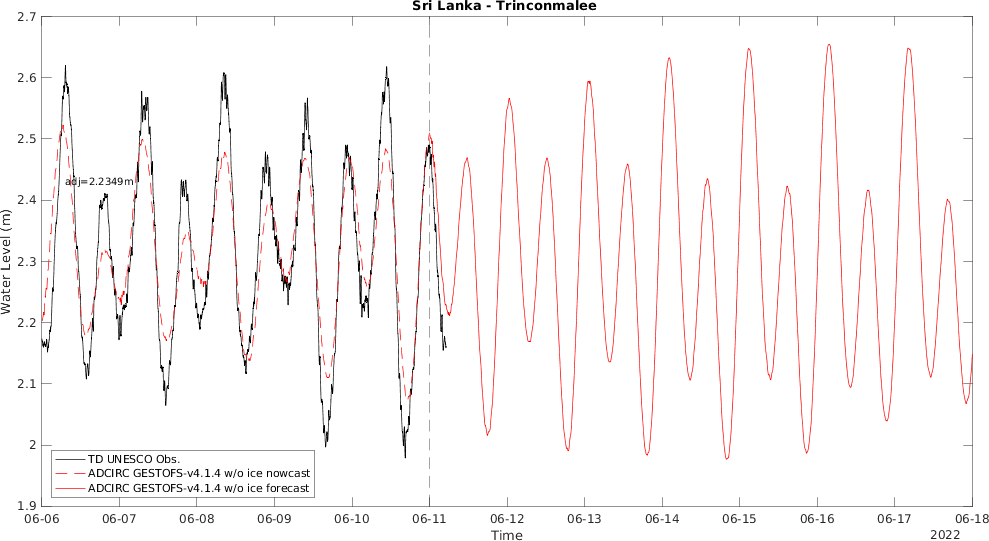 Sri Lanka - Trinconmalee
2.7
2.6
2.5
2.4
2.3
2.2
2.1
2
1.9
Water Level (m)
adj=2.2349m
TD UNESCO Obs.
ADCIRC GESTOFS-v4.1.4 w/o ice nowcast
ADCIRC GESTOFS-v4.1.4 w/o ice forecast
06-06 06-07 06-08 06-09 06-10 06-11 06-12 06-13 06-14 06-15 06-16 06-17 06-18
Time
2022